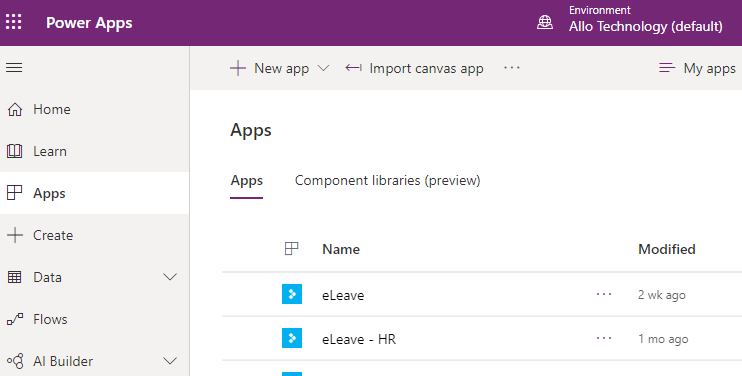 Power Apps
Environment
Allo Technology (default)
New app
Import canvas app
...
My apps
Home
Learn
Apps
Create
Data
Flows
AI Builder
Apps
Apps
Component libraries (preview)
Name
Modified
eLeave
...
2 wk ago
eLeave - HR
...
1 mo ago